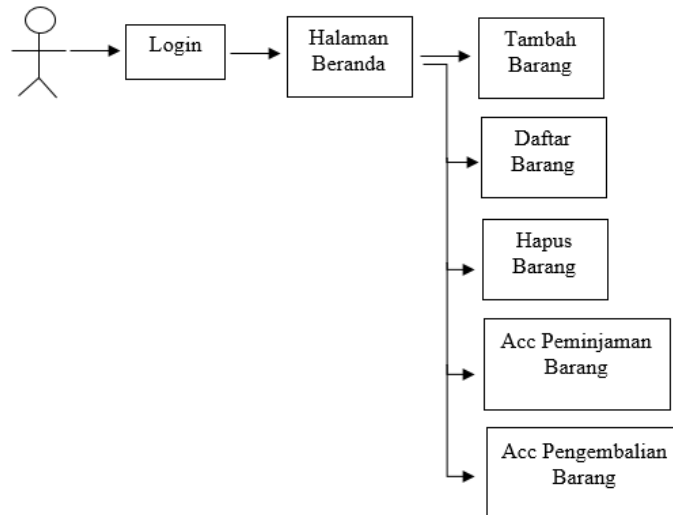 Login
Halaman
Beranda
Tambah
Barang
Daftar
Barang
Hapus
Barang
Acc Peminjaman
Barang
Acc Pengembalian
Barang